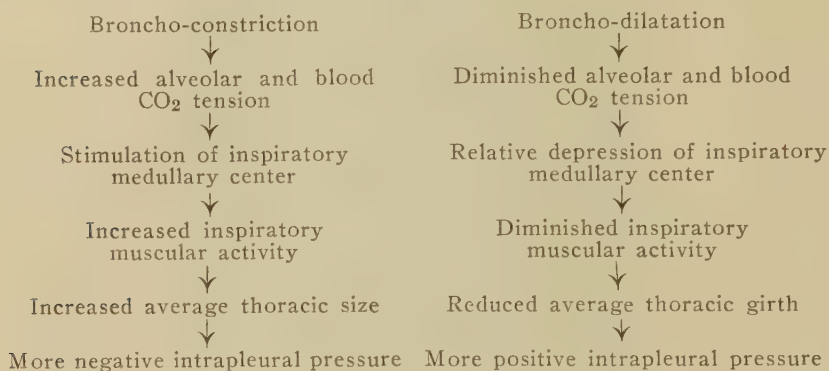 Broncho-constriction
↓
Increased alveolar and blood
CO₂ tension
↓
Stimulation of inspiratory
medullary center
↓
Increased inspiratory
muscular activity
↓
Increased average thoracic size
↓
More negative intrapleural pressure
Broncho-dilatation
↓
Diminished alveolar and blood
CO₂ tension
↓
Relative depression of inspiratory
medullary center
↓
Diminished inspiratory
muscular activity
↓
Reduced average thoracic girth
↓
More positive intrapleural pressure